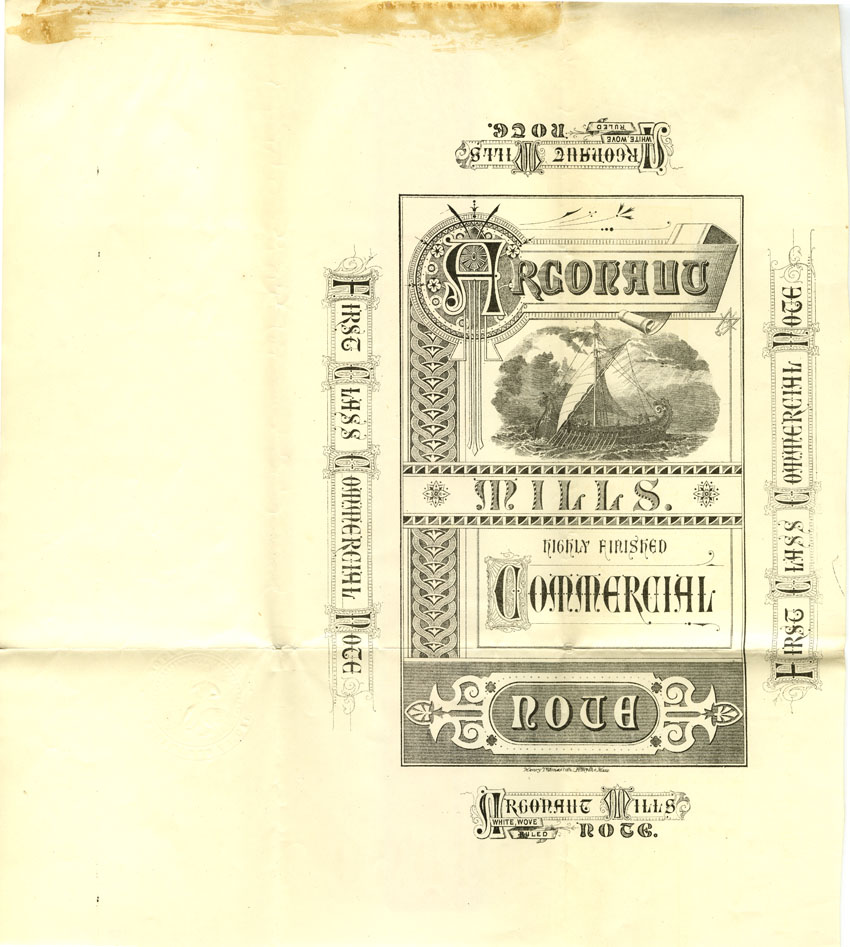 ARGONAUT MILLS
WHITE, WOVE
RULED
NOTE.
ARGONAUT
MILLS.
HIGHLY FINISHED
COMMERCIAL
NOTE
FIRST CLASS COMMERCIAL NOTE
FIRST CLASS COMMERCIAL NOTE
ARGONAUT MILLS
WHITE, WOVE
RULED
NOTE.